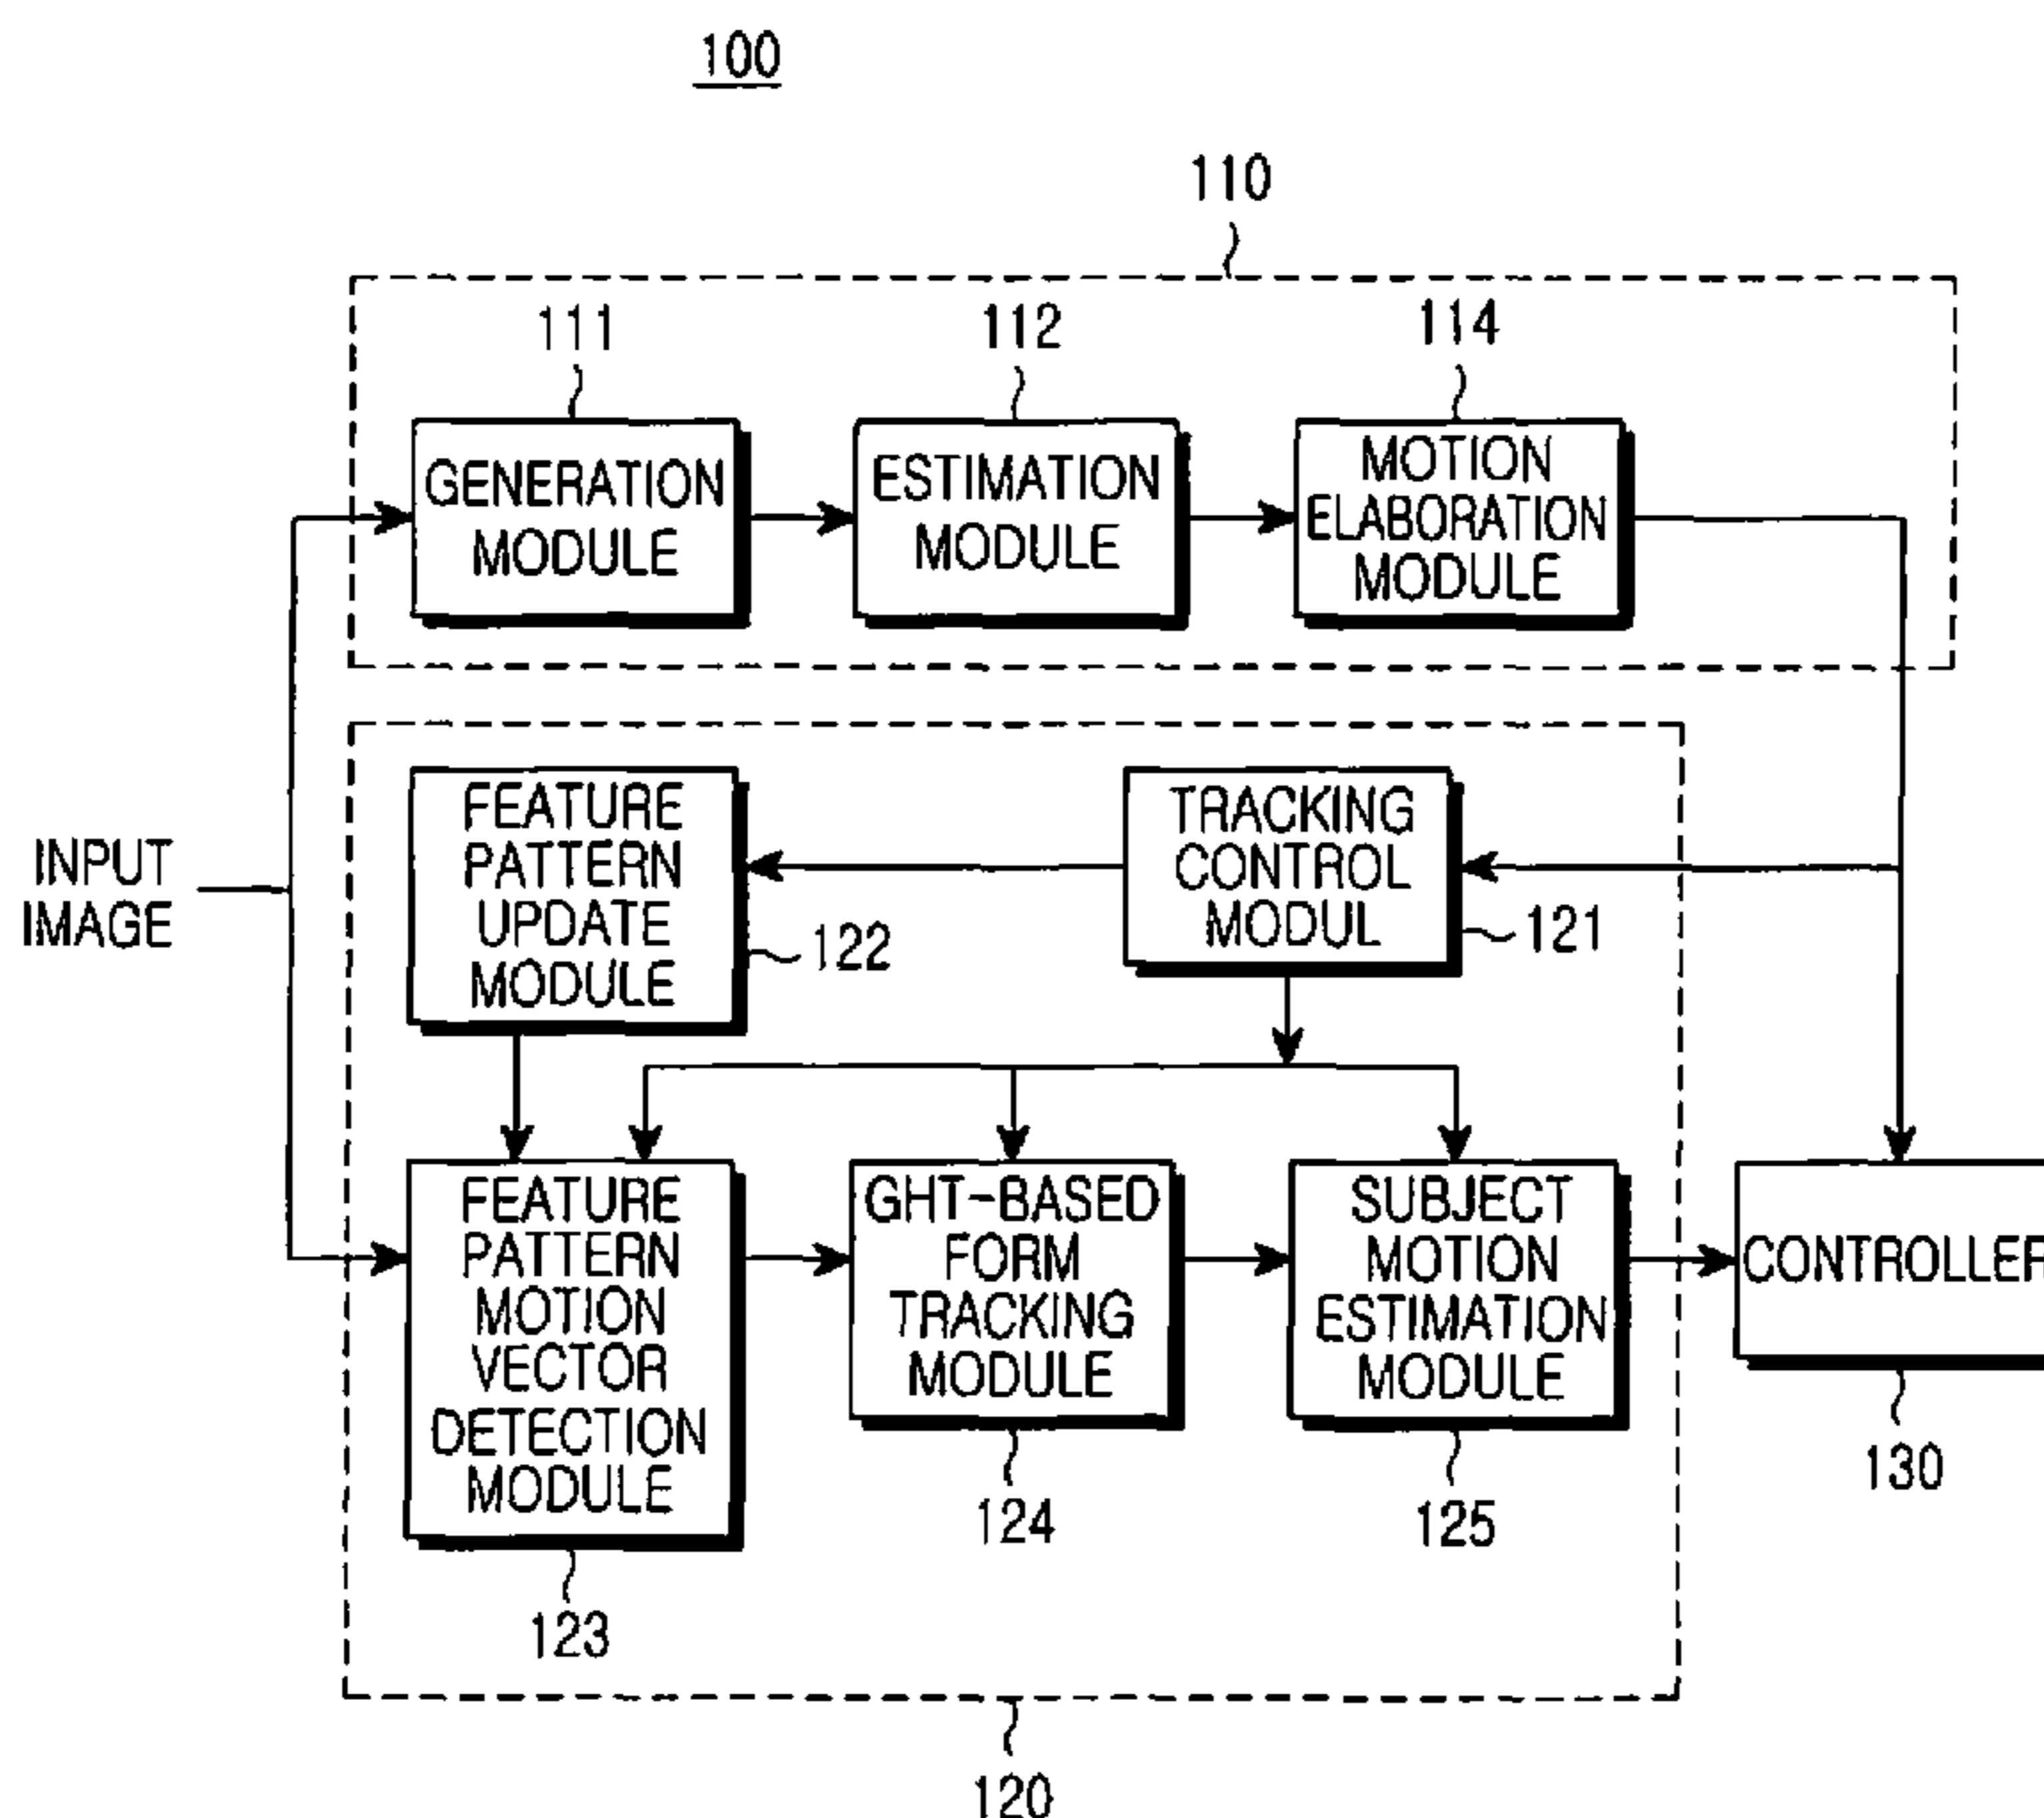 100
110
111
112
114
GENERATION
MODULE
ESTIMATION
MODULE
MOTION
ELABORATION
MODULE
INPUT
IMAGE
FEATURE
PATTERN
UPDATE
MODULE
122
TRACKING
CONTROL
MODUL
121
FEATURE
PATTERN
MOTION
VECTOR
DETECTION
MODULE
123
GHT-BASED
FORM
TRACKING
MODULE
124
SUBJECT
MOTION
ESTIMATION
MODULE
125
CONTROLLER
130
120